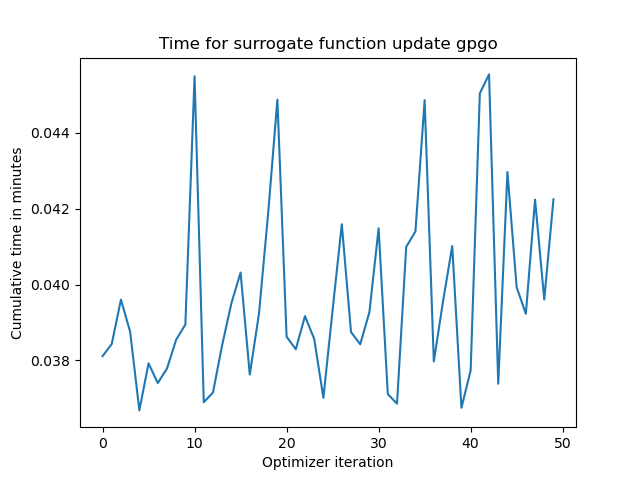 Time for surrogate function update gpgo
Cumulative time in minutes
0.044
0.042
0.040
0.038
0 10 20 30 40 50
Optimizer iteration